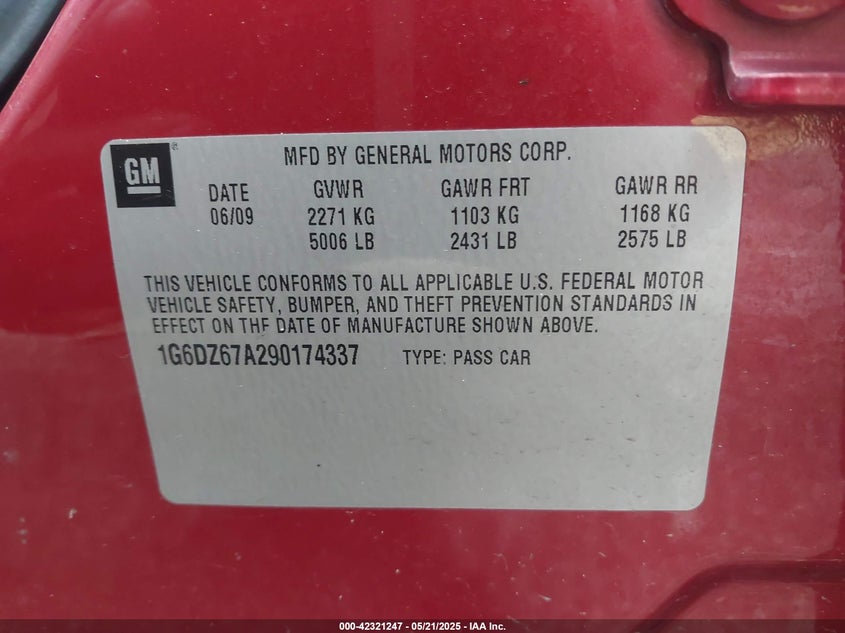 GM
MFD BY GENERAL MOTORS CORP.
DATE GVWR GAWR FRT GAWR RR
06/09 2271 KG 1103 KG 1168 KG
5006 LB 2431 LB 2575 LB
THIS VEHICLE CONFORMS TO ALL APPLICABLE U.S. FEDERAL MOTOR
VEHICLE SAFETY, BUMPER, AND THEFT PREVENTION STANDARDS IN
EFFECT ON THE DATE OF MANUFACTURE SHOWN ABOVE.
1G6DZ67A290174337 TYPE: PASS CAR
000-42321247 - 05/21/2025 - IAA Inc.